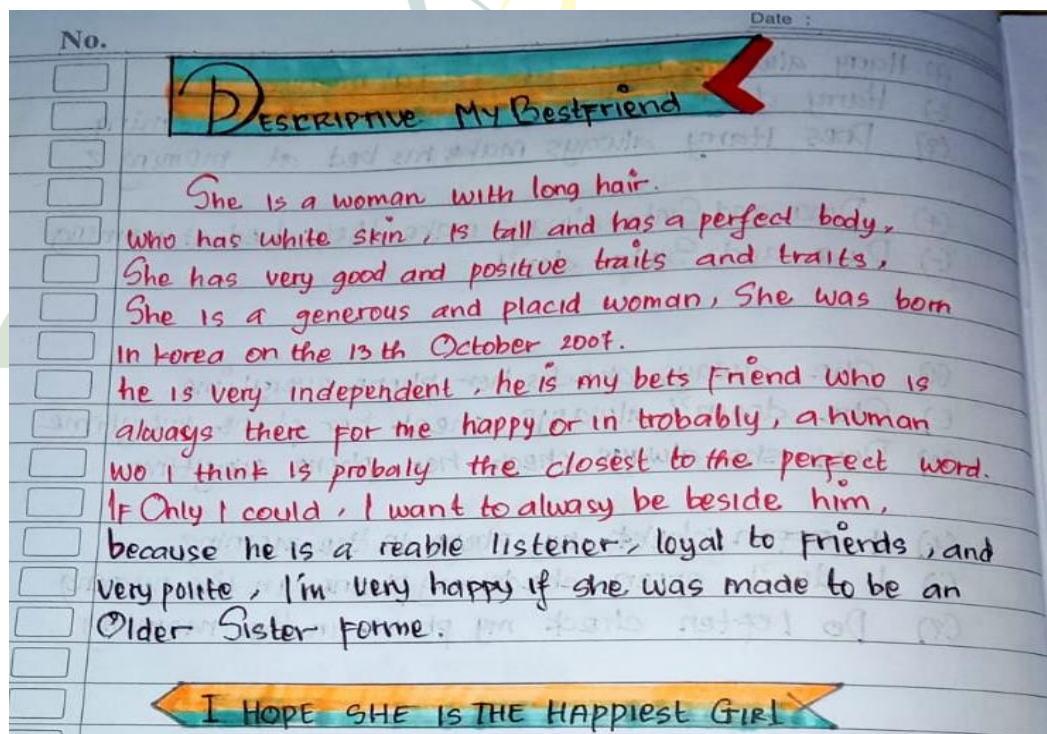 No.
Date :
DESCRIPTIVE MY BestFriend
She is a woman with long hair.
who has white skin, is tall and has a perfect body,
She has very good and positive traits and traits,
She is a generous and placid woman, She was born
in korea on the 13 th October 2007.
he is very independent, he is my bets Friend who is
always there for me happy or in trobably, a human
wo i think is probaly the closest to the perfect word.
IF Only I could, I want to alwasy be beside him,
because he is a reable listener, loyal to Friends, and
very polite, I'm very happy if she was made to be an
Older Sister Forme.
I HOPE SHE IS THE HAPPIEST GIRL